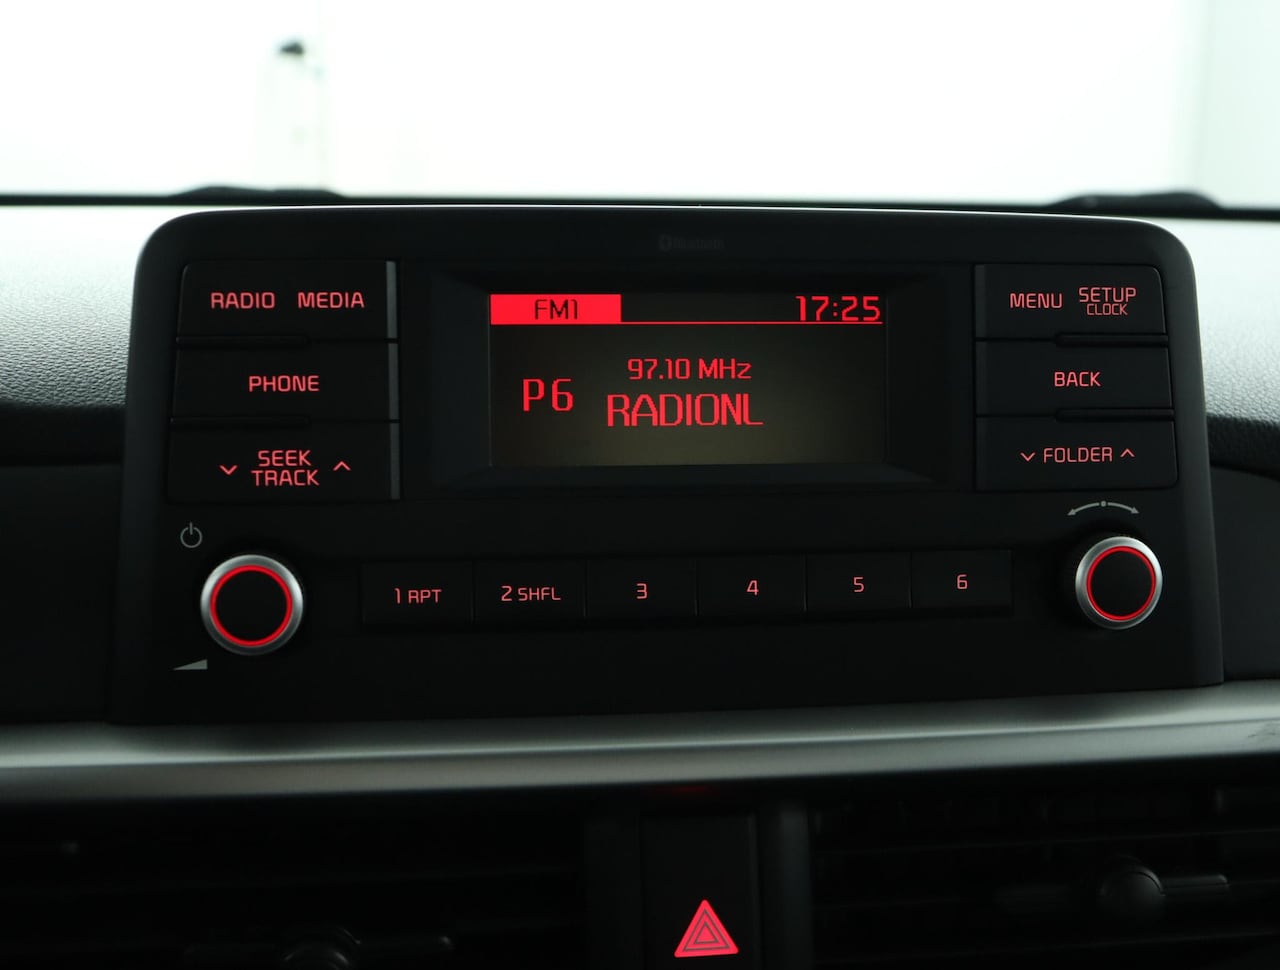 Bluetooth
RADIO MEDIA
PHONE
SEEK
TRACK
FM1 17:25
97.10 MHz
P6
RADIONL
MENU SETUP
CLOCK
BACK
FOLDER
1 RPT 2 SHFL 3 4 5 6